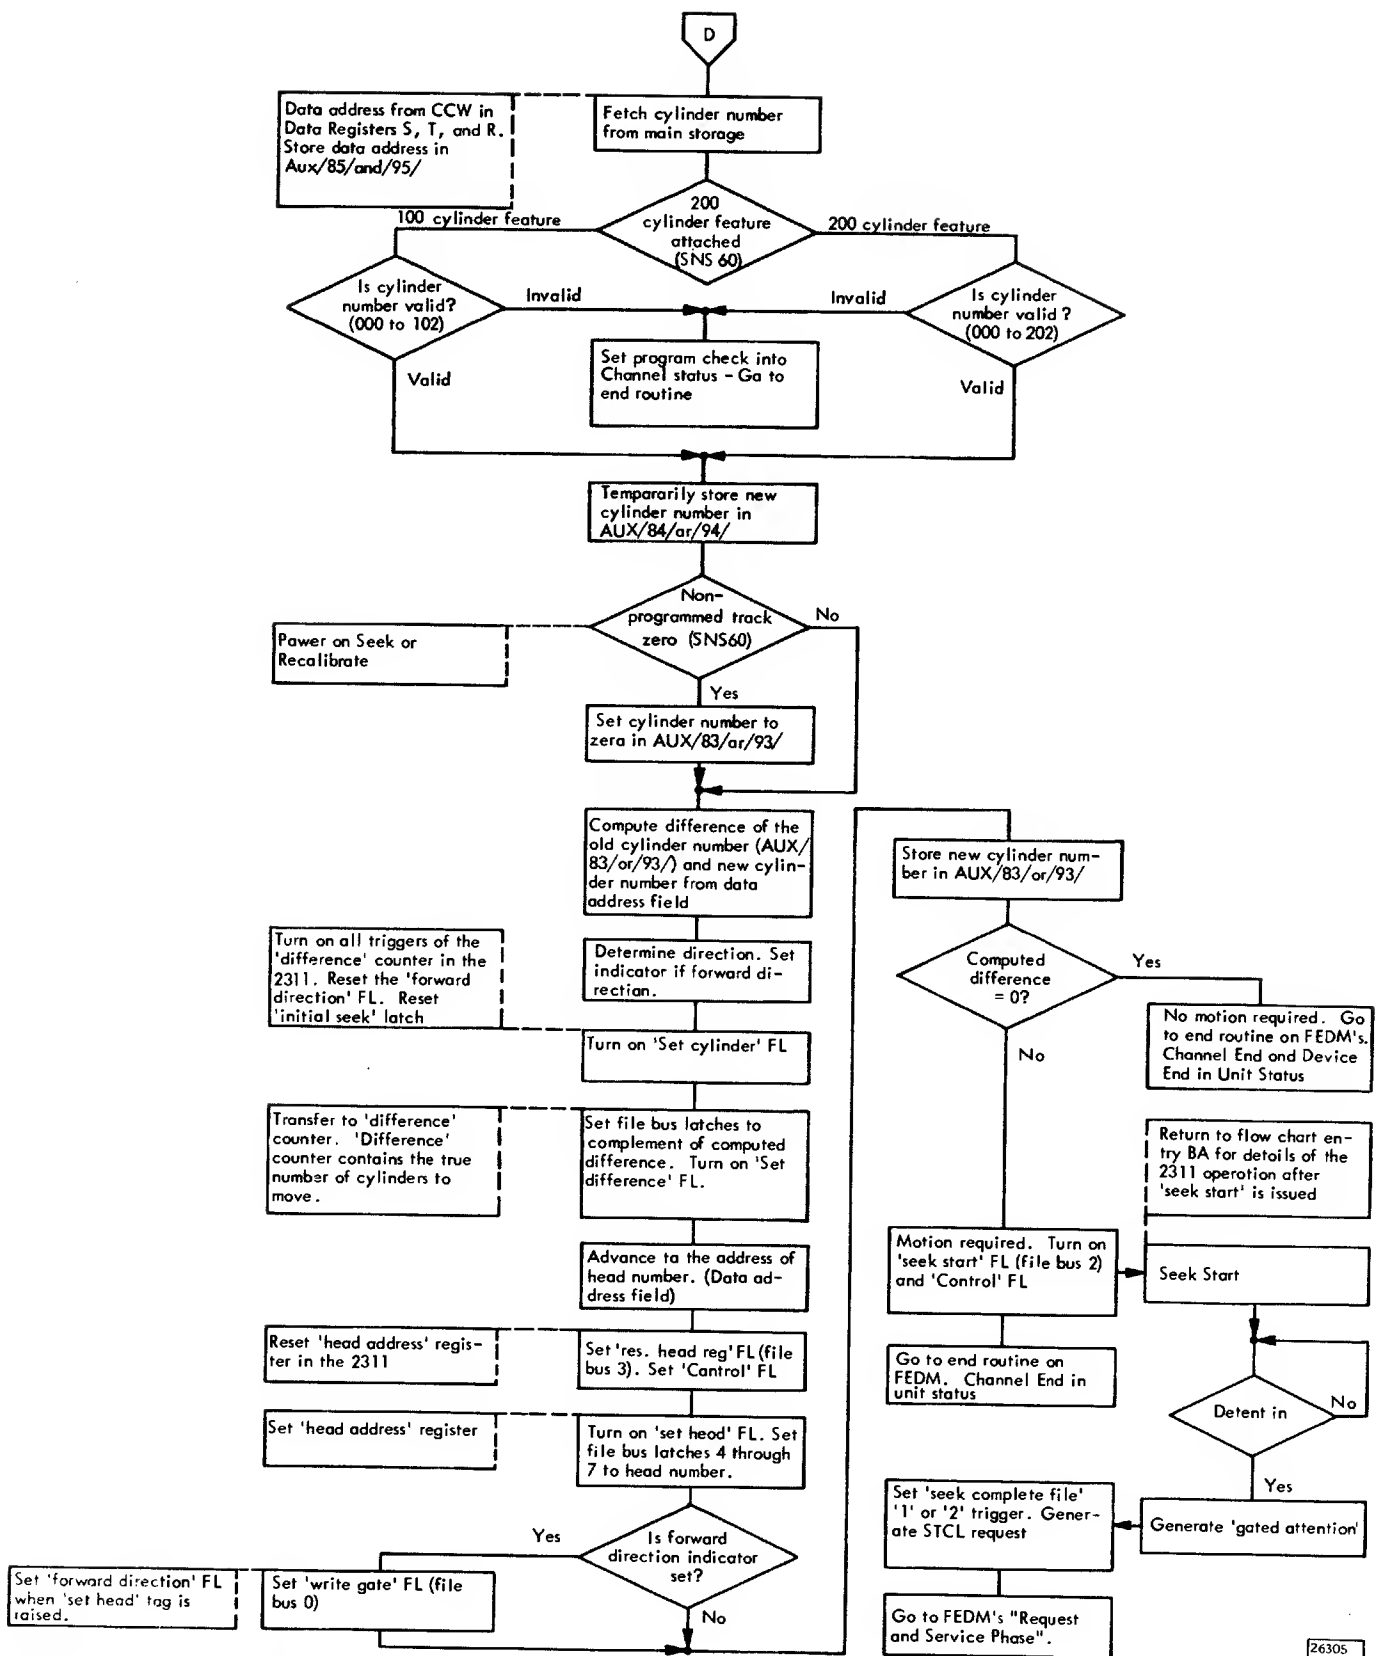 D
Data address from CCW in
Data Registers S, T, and R.
Store data address in
Aux/85/and/95/
Fetch cylinder number
from main storage
200
cylinder feature
attached
(SNS 60)
100 cylinder feature
200 cylinder feature
Is cylinder
number valid?
(000 to 102)
Invalid
Invalid
Is cylinder
number valid ?
(000 to 202)
Valid
Set program check into
Channel status - Ga to
end routine
Valid
Tempararily store new
cylinder number in
AUX/84/ar/94/
Non-
programmed track
zero (SNS60)
No
Pawer on Seek or
Recalibrate
Yes
Set cylinder number to
zera in AUX/83/ar/93/
Compute difference of the
old cylinder number (AUX/
83/or/93/) and new cylin-
der number from data
address field
Turn on all triggers of the
'difference' counter in the
2311. Reset the 'forward
direction' FL. Reset
'initial seek' latch
Determine direction. Set
indicator if forward di-
rectian.
Turn on 'Set cylinder' FL
Transfer to 'difference'
counter. 'Difference'
counter contains the true
number of cylinders to
move.
Set file bus latches to
complement of computed
difference. Turn on 'Set
difference' FL.
Advance ta the address of
head number. (Data ad-
dress field)
Reset 'head address' regis-
ter in the 2311
Set 'res. head reg' FL (file
bus 3). Set 'Cantrol' FL
Set 'head address' register
Turn on 'set heod' FL. Set
file bus latches 4 through
7 to head number.
Yes
Is forward
direction indicator
set?
No
Set 'forward direction' FL
when 'set head' tag is
raised.
Set 'write gate' FL (file
bus 0)
Store new cylinder num-
ber in AUX/83/or/93/
Computed
difference
= 0?
Yes
No
No motion required. Go
to end routine on FEDM's.
Channel End ond Device
End in Unit Status
Return to flow chart en-
try BA for detoils of the
2311 operotion after
'seek start' is issued
Motion required. Turn on
'seek start' FL (file bus 2)
and 'Control' FL
Seek Start
Go to end routine on
FEDM. Channel End in
unit status
Detent in
No
Yes
Set 'seek complete file'
'1' or '2' trigger. Gener-
ate STCL request
Generate 'gated attention'
Go to FEDM's "Request
and Service Phase".
26305